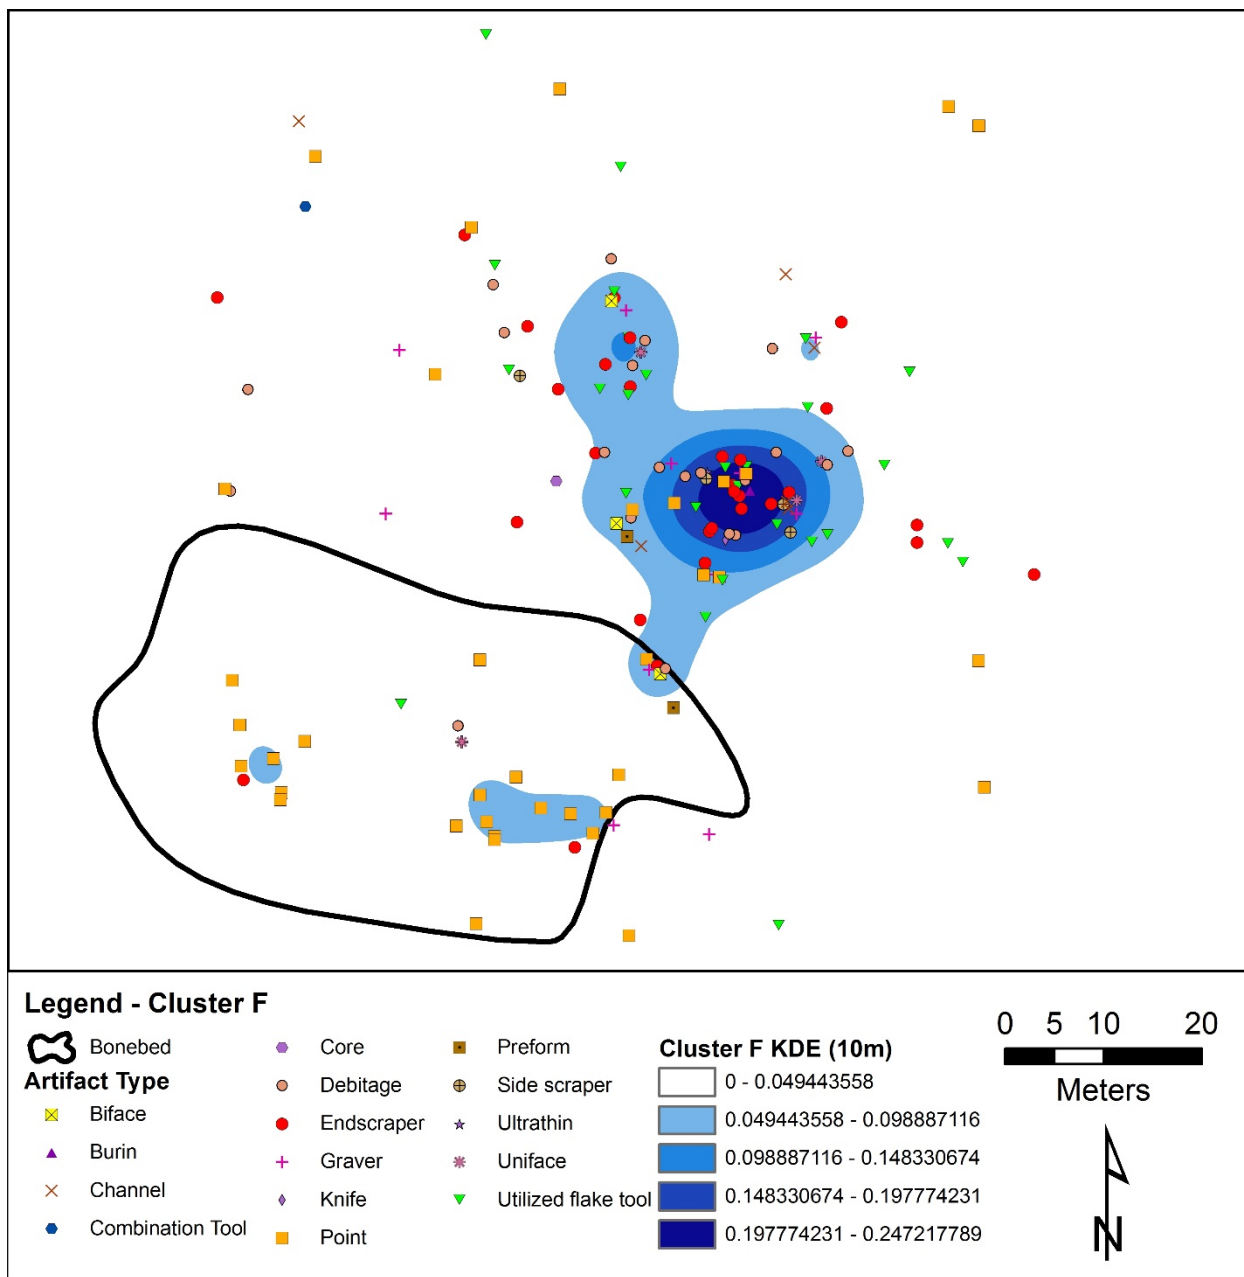 Legend - Cluster F
Bonebed
Artifact Type
Biface
Burin
Channel
Combination Tool
Core
Debitage
Endscraper
Graver
Knife
Point
Preform
Side scraper
Ultrathin
Uniface
Utilized flake tool
Cluster F KDE (10m)
0 - 0.049443558
0.049443558 - 0.098887116
0.098887116 - 0.148330674
0.148330674 - 0.197774231
0.197774231 - 0.247217789
0 5 10 20
Meters
N